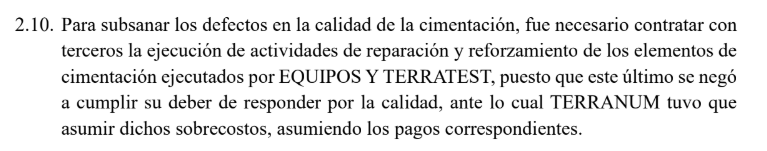 2.10. Para subsanar los defectos en la calidad de la cimentación, fue necesario contratar con
terceros la ejecución de actividades de reparación y reforzamiento de los elementos de
cimentación ejecutados por EQUIPOS Y TERRATEST, puesto que este último se negó
a cumplir su deber de responder por la calidad, ante lo cual TERRANUM tuvo que
asumir dichos sobrecostos, asumiendo los pagos correspondientes.